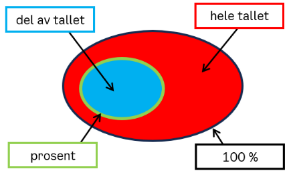 del av tallet
hele tallet
prosent
100 %